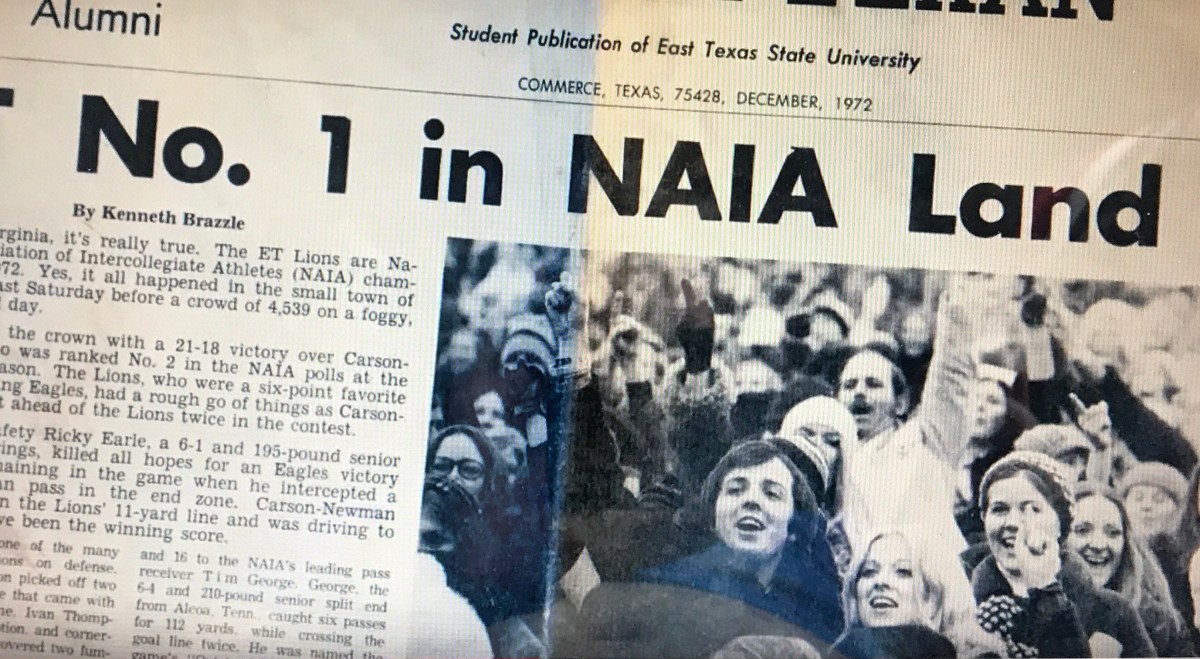 Alumni
Student Publication of East Texas State University
COMMERCE, TEXAS, 75428, DECEMBER, 1972
No. 1 in NAIA Land
By Kenneth Brazzle
rginia, it's really true. The ET Lions are Na-
iation of Intercollegiate Athletes (NAIA) cham-
72. Yes, it all happened in the small town of
ast Saturday before a crowd of 4,539 on a foggy,
day.
the crown with a 21-18 victory over Carson-
o was ranked No. 2 in the NAIA polls at the
ason. The Lions, who were a six-point favorite
ng Eagles, had a rough go of things as Carson-
t ahead of the Lions twice in the contest.
fety Ricky Earle, a 6-1 and 195-pound senior
ings, killed all hopes for an Eagles victory
maining in the game when he intercepted a
an pass in the end zone. Carson-Newman
n the Lions' 11-yard line and was driving to
ve been the winning score.
one of the many
ions on defense.
on picked off two
e that came with
ne. Ivan Thomp-
tion, and corner-
overed two fum-
and 16 to the NAIA's leading pass
receiver Tim George. George, the
6-4 and 210-pound senior split end
from Alcoa, Tenn., caught six passes
for 112 yards, while crossing the
goal line twice. He was named the
game's